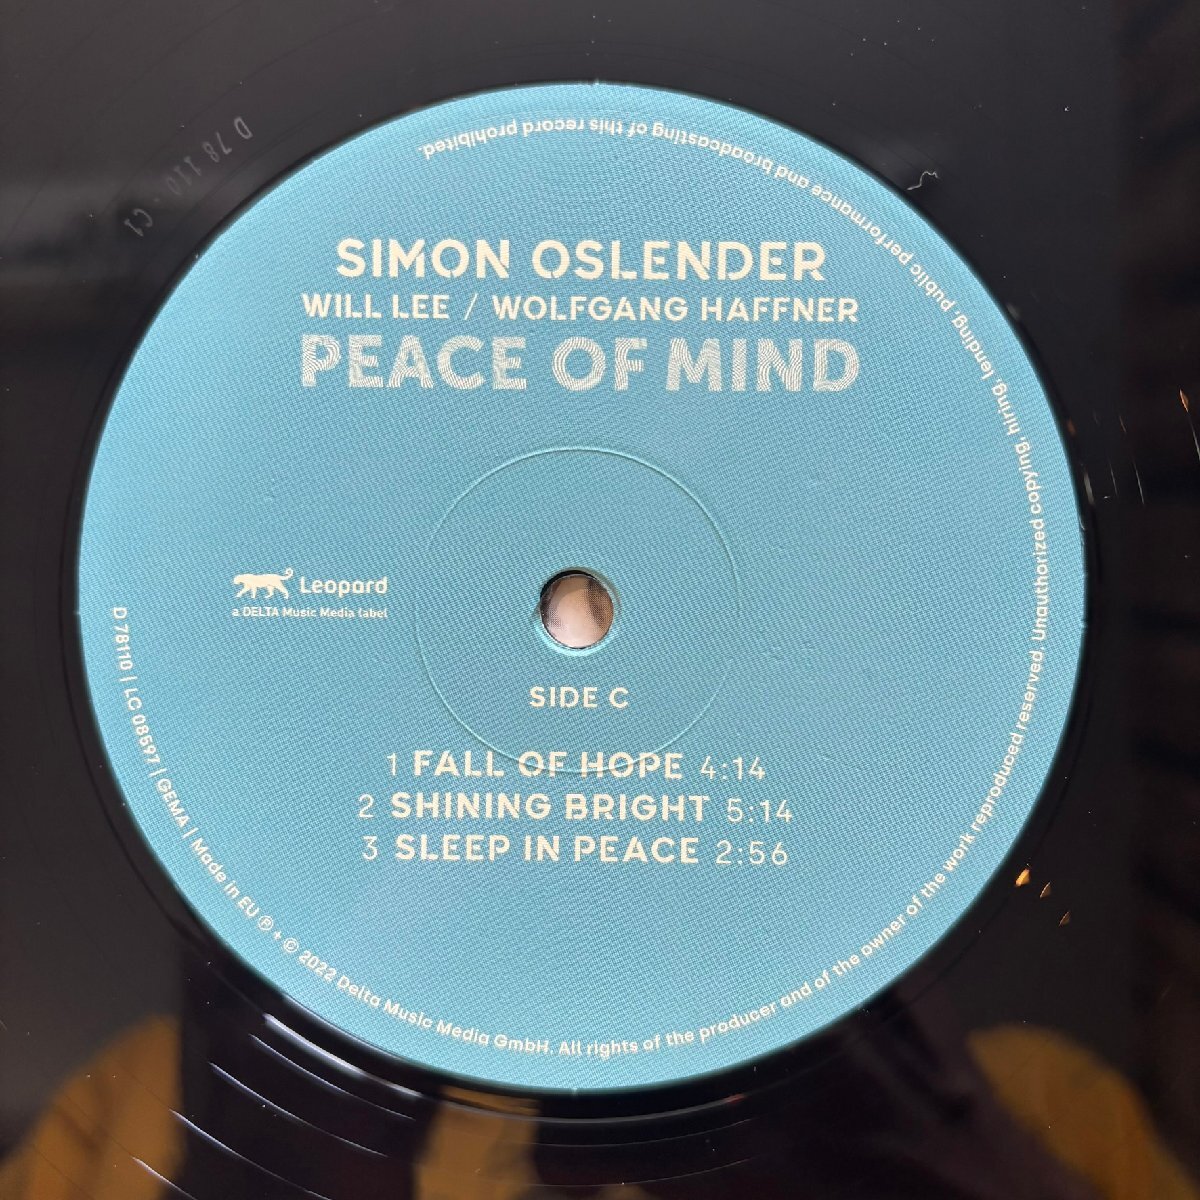 SIMON OSLENDER
WILL LEE / WOLFGANG HAFFNER
PEACE OF MIND
Leopard
a DELTA Music Media label
SIDE C
1 FALL OF HOPE 4:14
2 SHINING BRIGHT 5:14
3 SLEEP IN PEACE 2:56
D 78110 | LC 08597 | GEMA | Made in EU ℗ + © 2022 Delta Music Media GmbH. All rights of the producer and of the owner of the work reproduced reserved. Unauthorized copying, hiring, lending, public performance and broadcasting of this record prohibited.
D 78 110 - C1